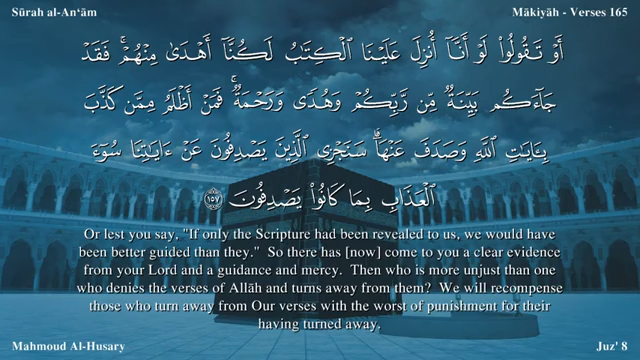 Sūrah al-An‘ām
Mākiyāh - Verses 165
أَوْ تَقُولُوا۟ لَوْ أَنَّآ أُنزِلَ عَلَيْنَا ٱلْكِتَٰبُ لَكُنَّآ أَهْدَىٰ مِنْهُمْ ۚ فَقَدْ
جَآءَكُم بَيِّنَةٌ مِّن رَّبِّكُمْ وَهُدًى وَرَحْمَةٌ ۚ فَمَنْ أَظْلَمُ مِمَّن كَذَّبَ
بِـَٔايَٰتِ ٱللَّهِ وَصَدَفَ عَنْهَا ۗ سَنَجْزِى ٱلَّذِينَ يَصْدِفُونَ عَنْ ءَايَٰتِنَا سُوٓءَ
ٱلْعَذَابِ بِمَا كَانُوا۟ يَصْدِفُونَ ١٥٧
Or lest you say, "If only the Scripture had been revealed to us, we would have
been better guided than they."  So there has [now] come to you a clear evidence
from your Lord and a guidance and mercy.  Then who is more unjust than one
who denies the verses of Allāh and turns away from them?  We will recompense
those who turn away from Our verses with the worst of punishment for their
having turned away.
Mahmoud Al-Husary
Juz' 8